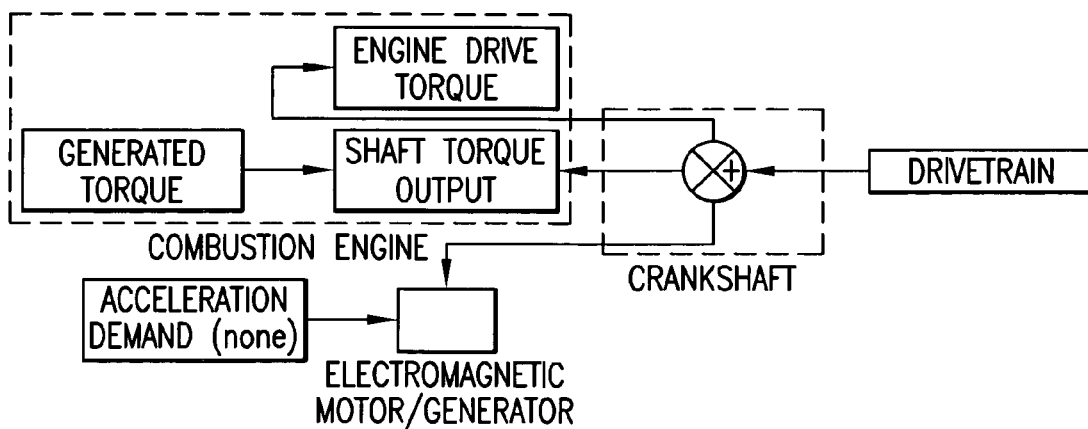 ENGINE DRIVE
TORQUE
GENERATED
TORQUE
SHAFT TORQUE
OUTPUT
+
DRIVETRAIN
COMBUSTION ENGINE
CRANKSHAFT
ACCELERATION
DEMAND (none)
ELECTROMAGNETIC
MOTOR/GENERATOR